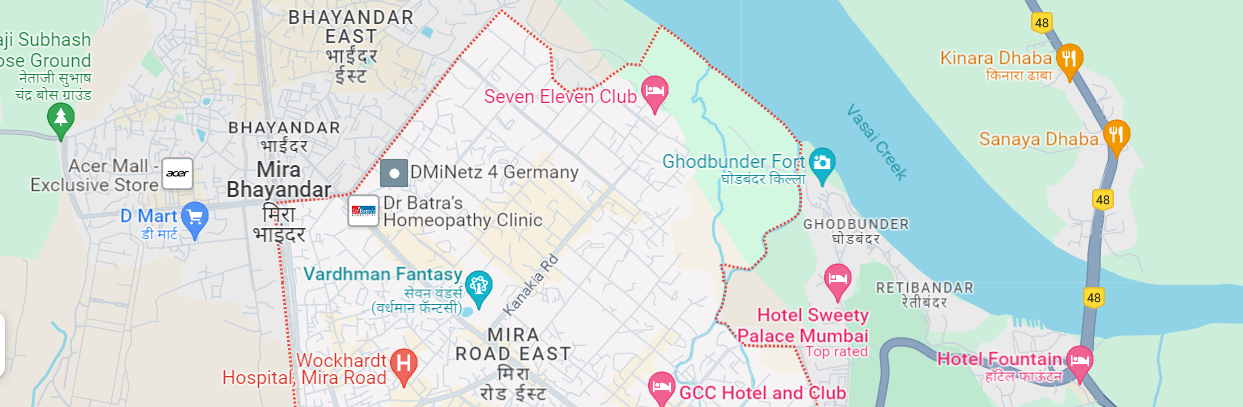 BHAYANDAR
EAST
भाईंदर
ईस्ट
48
aji Subhash
ose Ground
नेताजी सुभाष
चंद्र बोस ग्राउंड
Kinara Dhaba
किनारा ढाबा
Seven Eleven Club
BHAYANDAR
भाईंदर
Sanaya Dhaba
Vasai Creek
Acer Mall -
Exclusive Store
acer
Mira
Bhayandar
मिरा
भाईंदर
DMiNetz 4 Germany
Ghodbunder Fort
घोडबंदर किल्ला
48
Dr Batra's
Homeopathy Clinic
D Mart
डी मार्ट
GHODBUNDER
घोडबंदर
Vardhman Fantasy
सेवन वंडर्स
(वर्धमान फॅन्टसी)
Kanakia Rd
RETIBANDAR
रेतीबंदर
48
Hotel Sweety
Palace Mumbai
Top rated
MIRA
ROAD EAST
मिरा
रोड ईस्ट
Wockhardt
Hospital, Mira Road
H
Hotel Fountain
हॉटेल फाऊंटन
GCC Hotel and Club